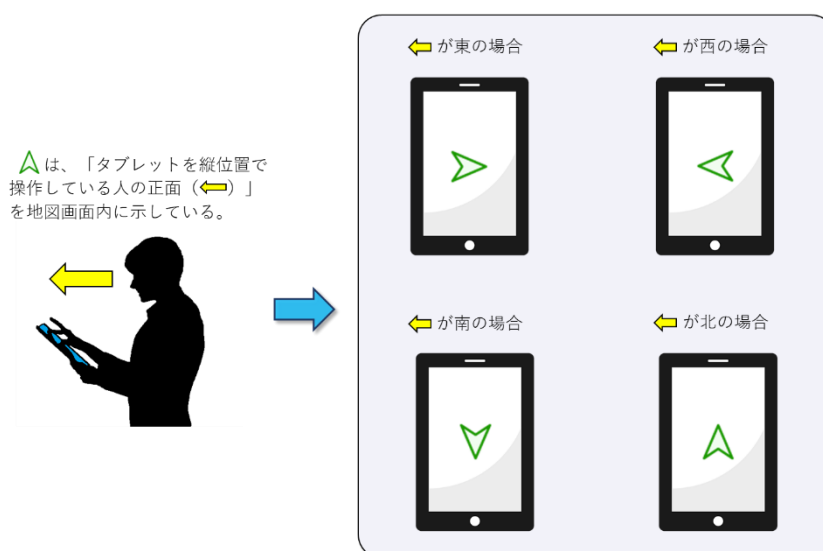 は、「タブレットを縦位置で
操作している人の正面（⇦）」
を地図画面内に示している。
が東の場合
が西の場合
が南の場合
が北の場合